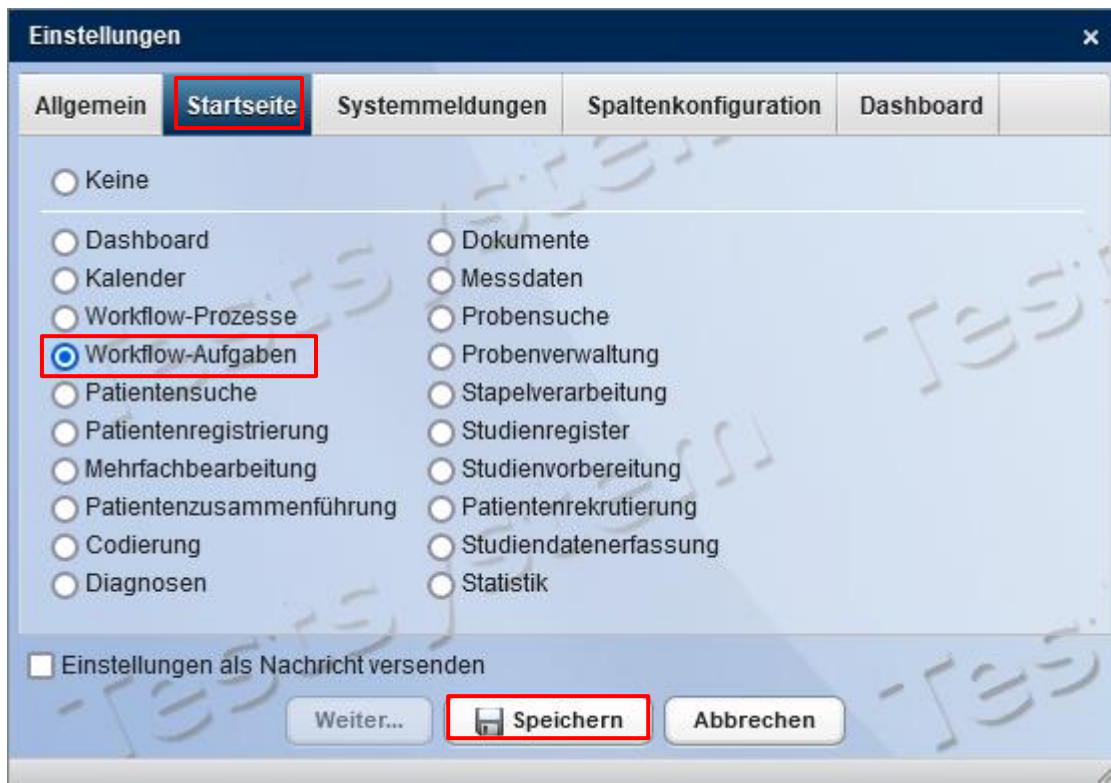 Einstellungen ×
Allgemein Startseite Systemmeldungen Spaltenkonfiguration Dashboard
Keine
Dashboard
Kalender
Workflow-Prozesse
Workflow-Aufgaben
Patientensuche
Patientenregistrierung
Mehrfachbearbeitung
Patientenzusammenführung
Codierung
Diagnosen
Dokumente
Messdaten
Probensuche
Probenverwaltung
Stapelverarbeitung
Studienregister
Studienvorbereitung
Patientenrekrutierung
Studiendatenerfassung
Statistik
Einstellungen als Nachricht versenden
Weiter... Speichern Abbrechen
Testsystem